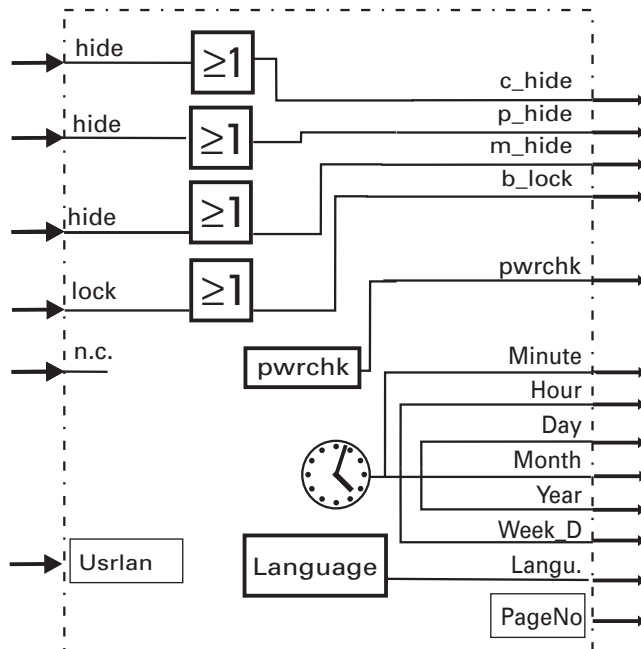 hide ≥1 c_hide
hide ≥1 p_hide
m_hide
hide ≥1 b_lock
lock ≥1 pwrchk
n.c. pwrchk Minute
Hour
Day
Month
Year
Week_D
Usrlan Language Langu.
PageNo